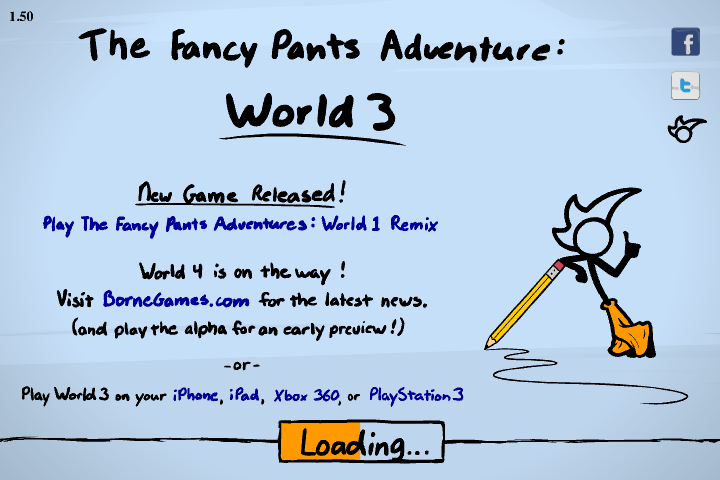 1.50
The Fancy Pants Adventure:
World 3
New Game Released!
Play The Fancy Pants Adventures: World 1 Remix
World 4 is on the way!
Visit BorneGames.com for the latest news.
(and play the alpha for an early preview!)
-or-
Play World 3 on your iPhone, iPad, Xbox 360, or PlayStation 3
Loading...